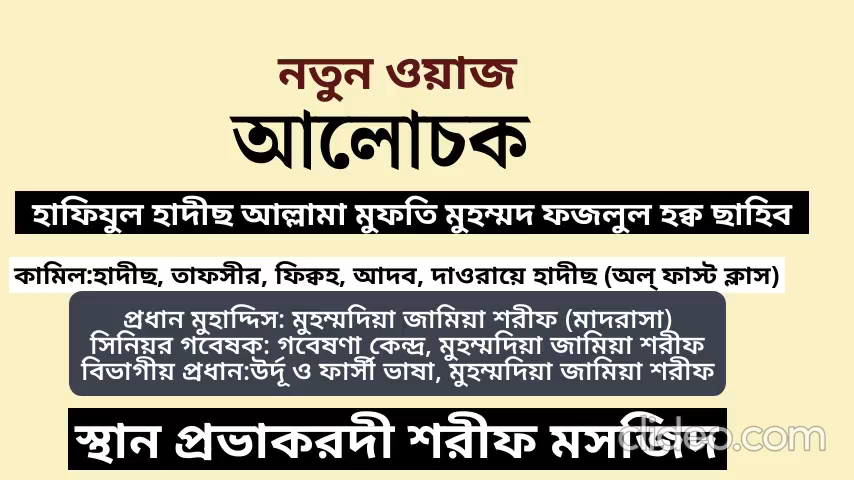 নতুন ওয়াজ
আলোচক
হাফিযুল হাদীছ আল্লামা মুফতি মুহম্মদ ফজলুল হক্ব ছাহিব
কামিল:হাদীছ, তাফসীর, ফিক্বহ, আদব, দাওরায়ে হাদীছ (অল্ ফাস্ট ক্লাস)
প্রধান মুহাদ্দিস: মুহম্মদিয়া জামিয়া শরীফ (মাদরাসা)
সিনিয়র গবেষক: গবেষণা কেন্দ্র, মুহম্মদিয়া জামিয়া শরীফ
বিভাগীয় প্রধান:উর্দূ ও ফার্সী ভাষা, মুহম্মদিয়া জামিয়া শরীফ
স্থান প্রভাকরদী শরীফ মসজিদ
clideo.com